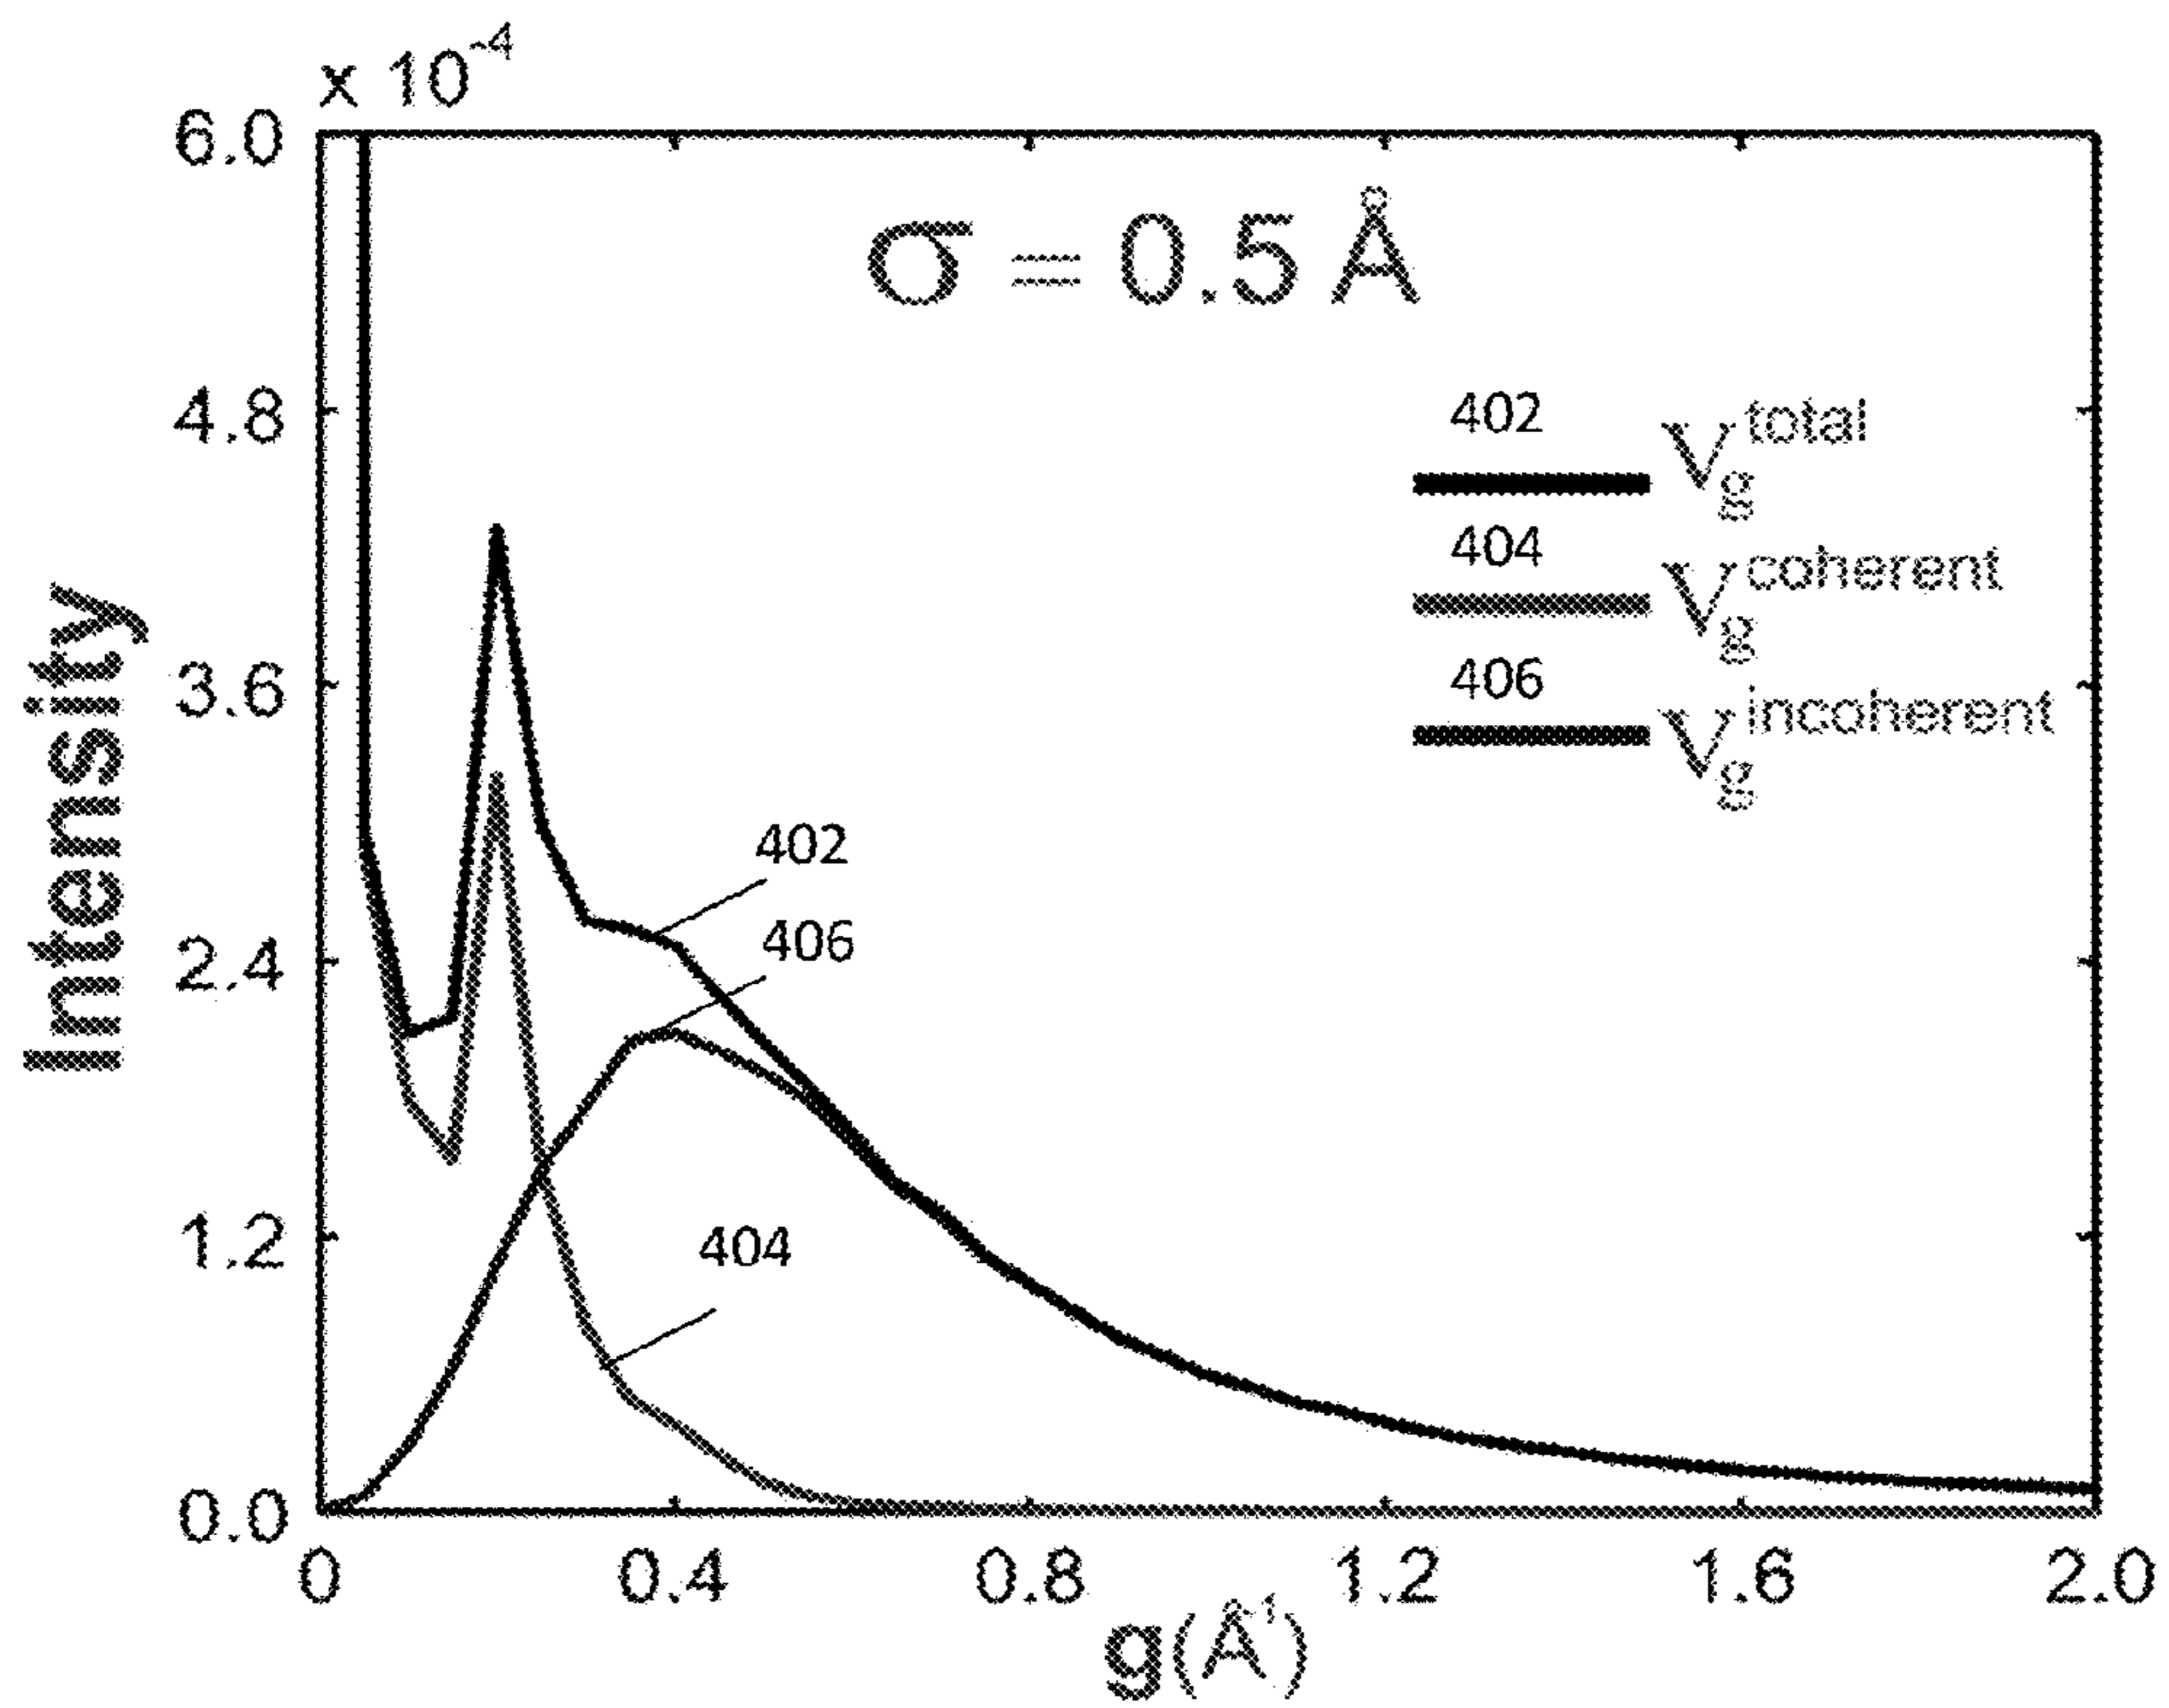 x 10⁻⁴
6.0
σ = 0.5 Å
4.8
402
V_g^total
404
V_g^coherent
3.6
406
V_g^incoherent
Intensity
402
406
2.4
1.2
404
0.0
0 0.4 0.8 1.2 1.6 2.0
g(Å⁻¹)